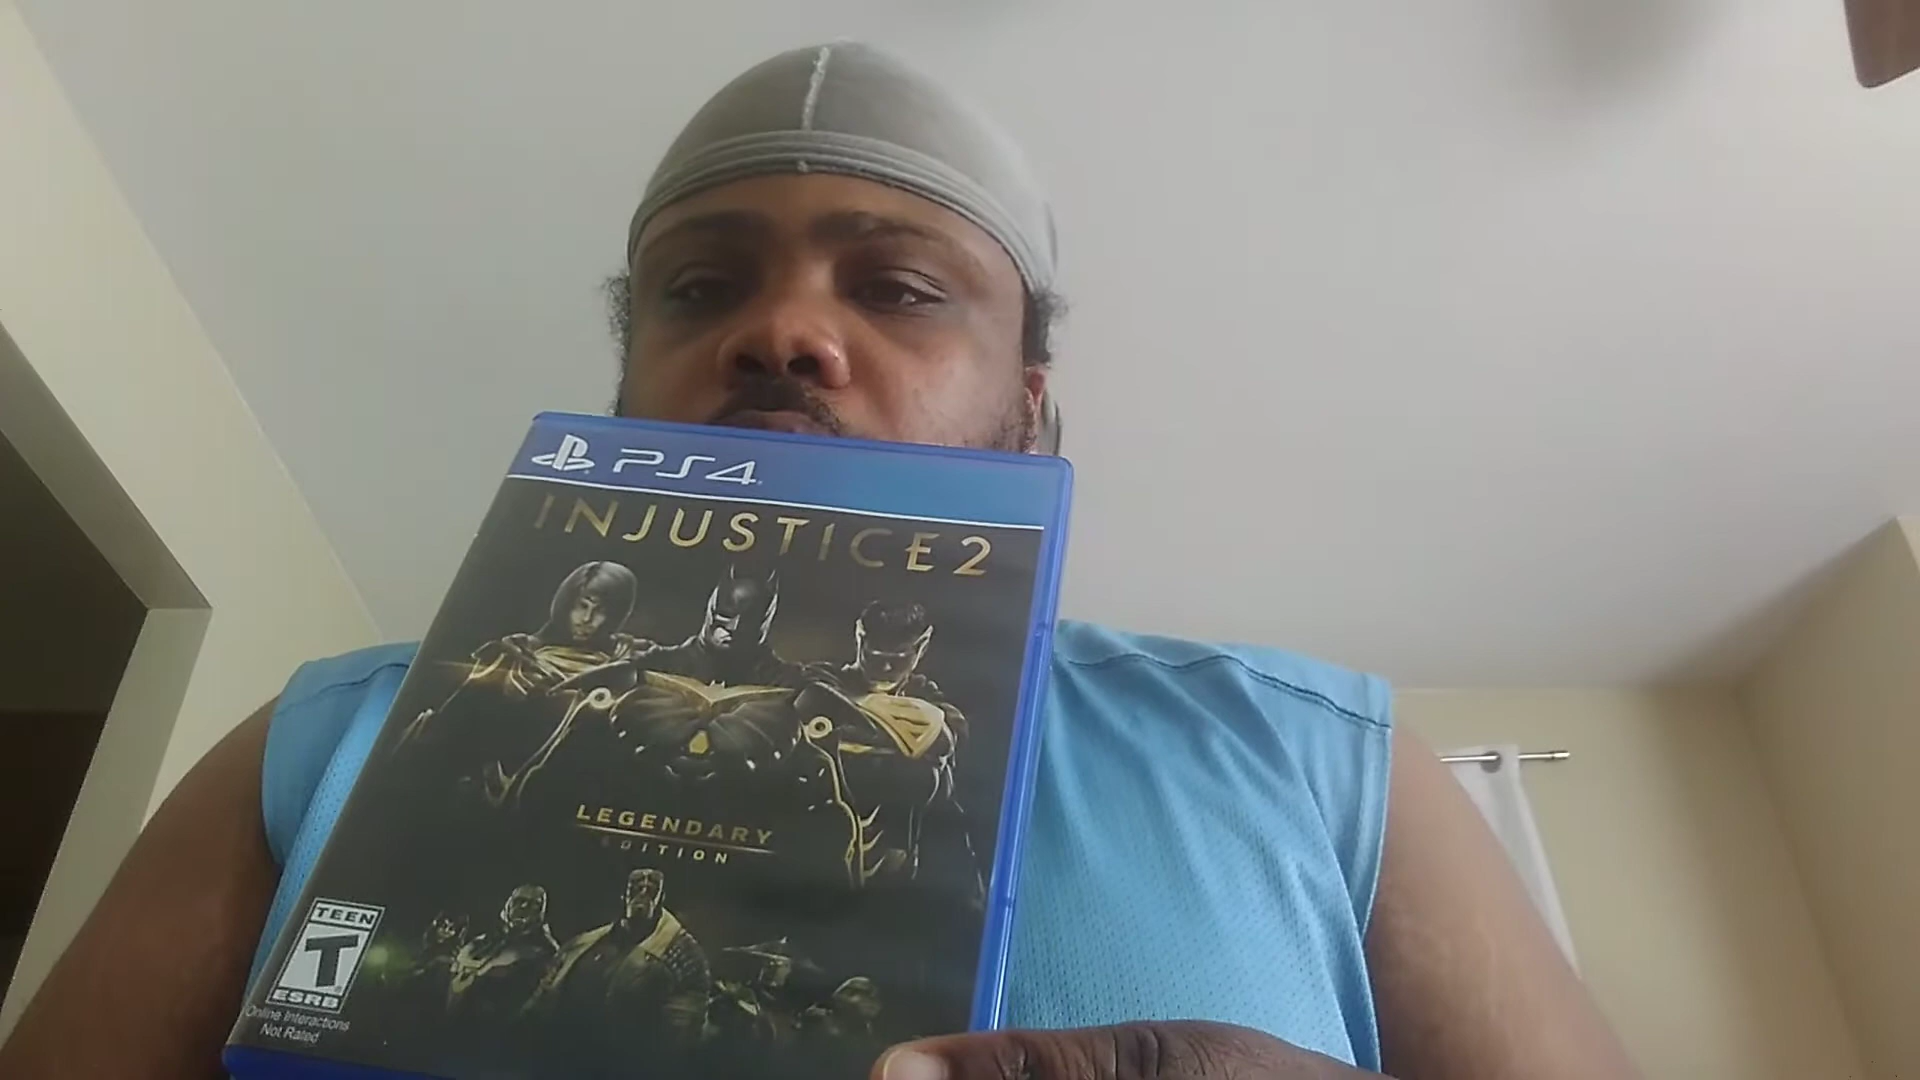 PS4
INJUSTICE 2
LEGENDARY
EDITION
TEEN
T
ESRB
Online Interactions
Not Rated